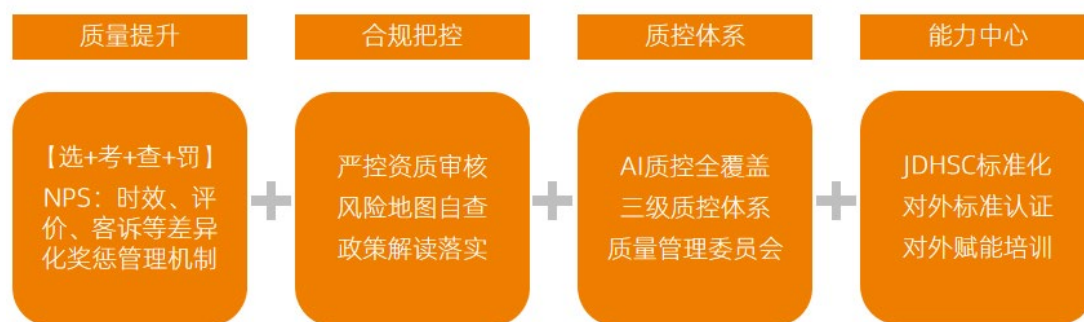 质量提升
合规把控
质控体系
能力中心
【选+考+查+罚】
NPS：时效、评
价、客诉等差异
化奖惩管理机制
严控资质审核
风险地图自查
政策解读落实
AI质控全覆盖
三级质控体系
质量管理委员会
JDHSC标准化
对外标准认证
对外赋能培训